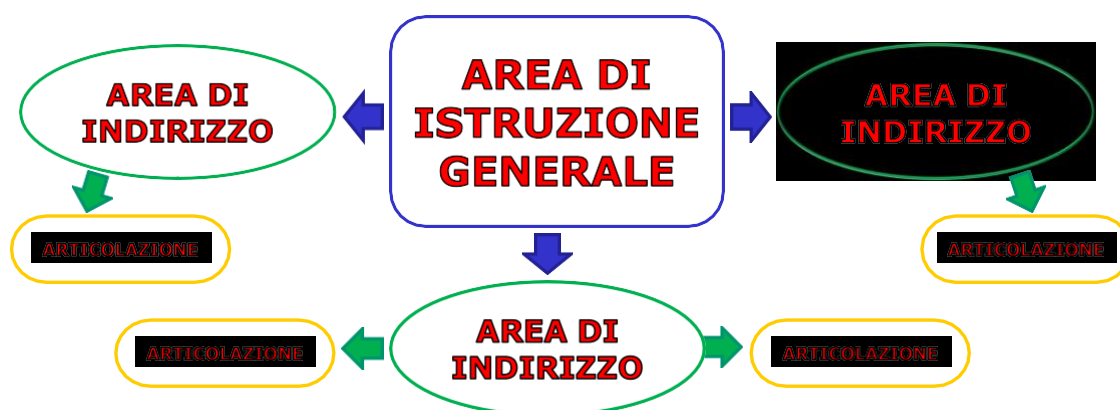 AREA DI
INDIRIZZO
AREA DI
ISTRUZIONE
GENERALE
AREA DI
INDIRIZZO
ARTICOLAZIONE
ARTICOLAZIONE
AREA DI
INDIRIZZO
ARTICOLAZIONE
ARTICOLAZIONE